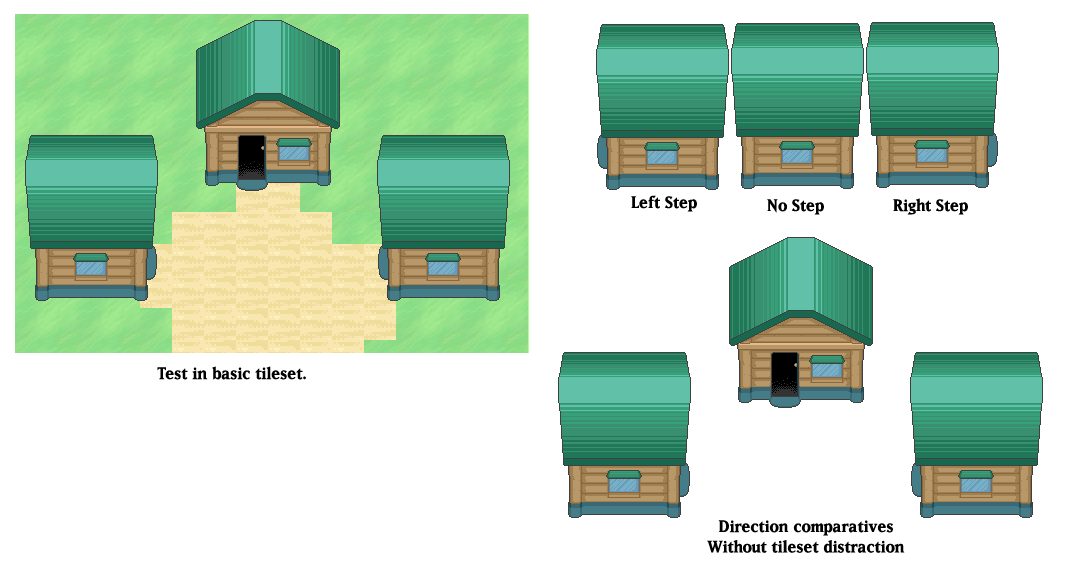 Left Step
No Step
Right Step
Test in basic tileset.
Direction comparatives
Without tileset distraction